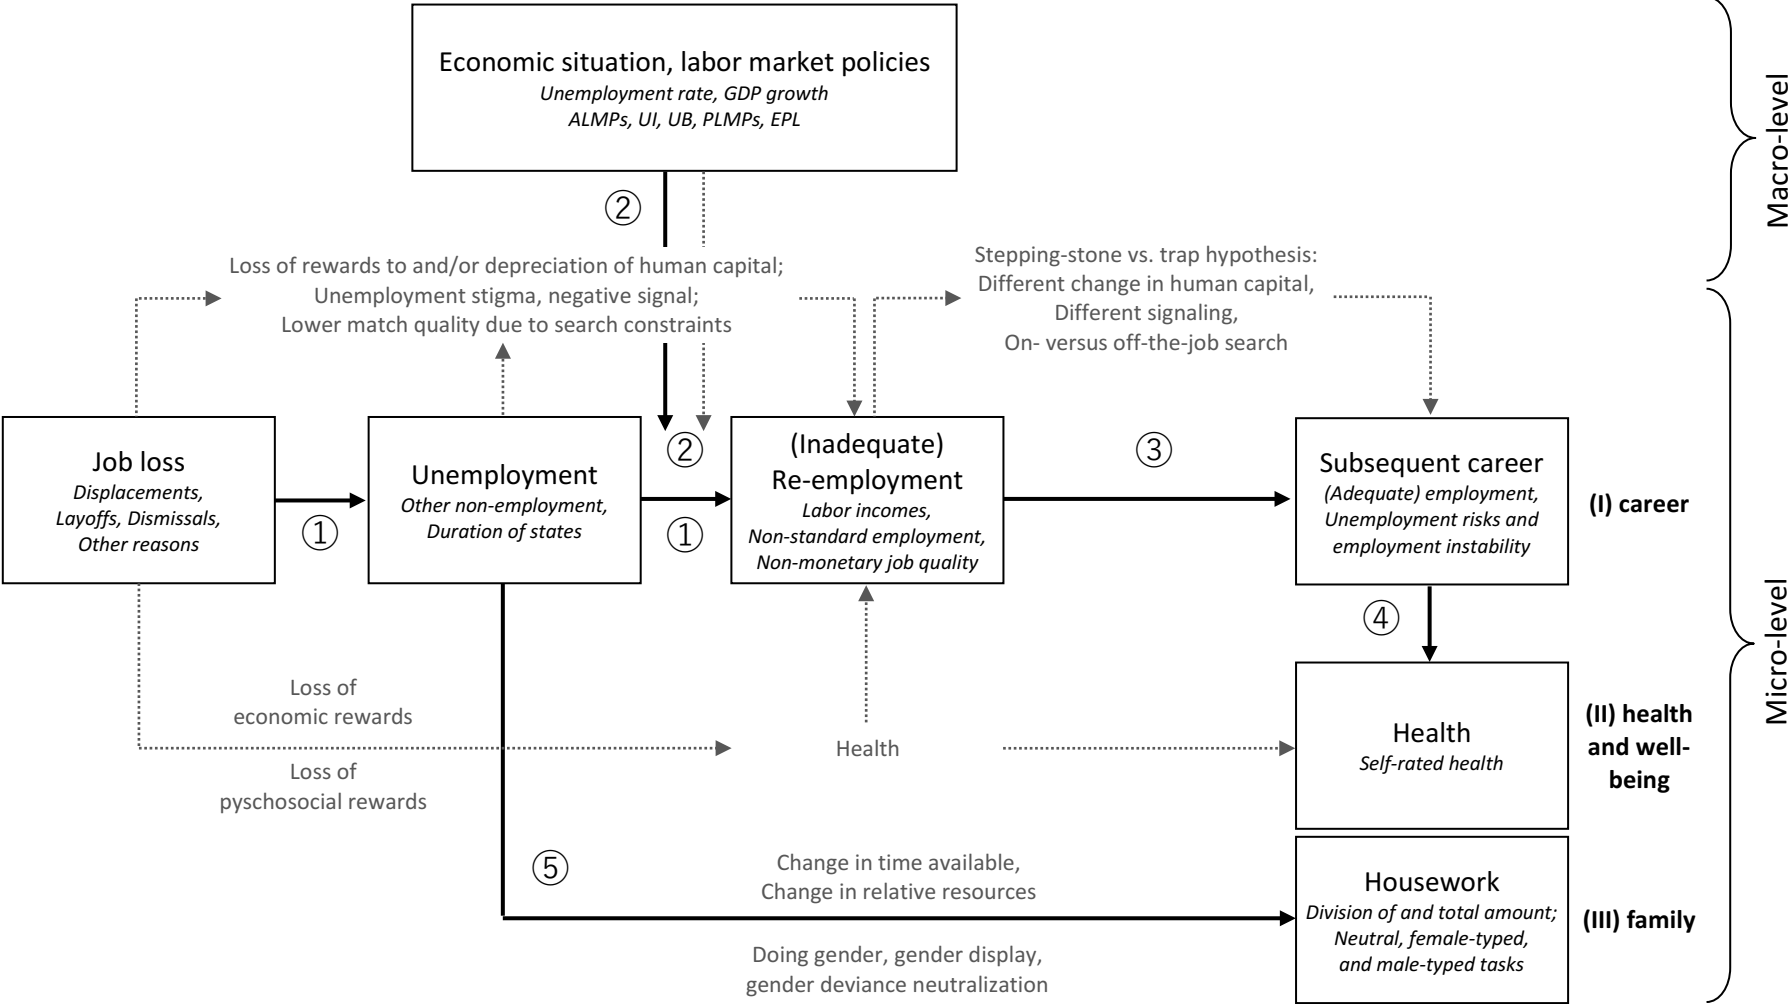 Economic situation, labor market policies
Unemployment rate, GDP growth
ALMPs, UI, UB, PLMPs, EPL
Macro-level
②
Loss of rewards to and/or depreciation of human capital;
Unemployment stigma, negative signal;
Lower match quality due to search constraints
Stepping-stone vs. trap hypothesis:
Different change in human capital,
Different signaling,
On- versus off-the-job search
Job loss
Displacements,
Layoffs, Dismissals,
Other reasons
①
Unemployment
Other non-employment,
Duration of states
②
①
(Inadequate)
Re-employment
Labor incomes,
Non-standard employment,
Non-monetary job quality
③
Subsequent career
(Adequate) employment,
Unemployment risks and
employment instability
(I) career
Micro-level
④
Loss of
economic rewards
Loss of
pyschosocial rewards
Health
Health
Self-rated health
(II) health
and well-
being
⑤
Change in time available,
Change in relative resources
Doing gender, gender display,
gender deviance neutralization
Housework
Division of and total amount;
Neutral, female-typed,
and male-typed tasks
(III) family